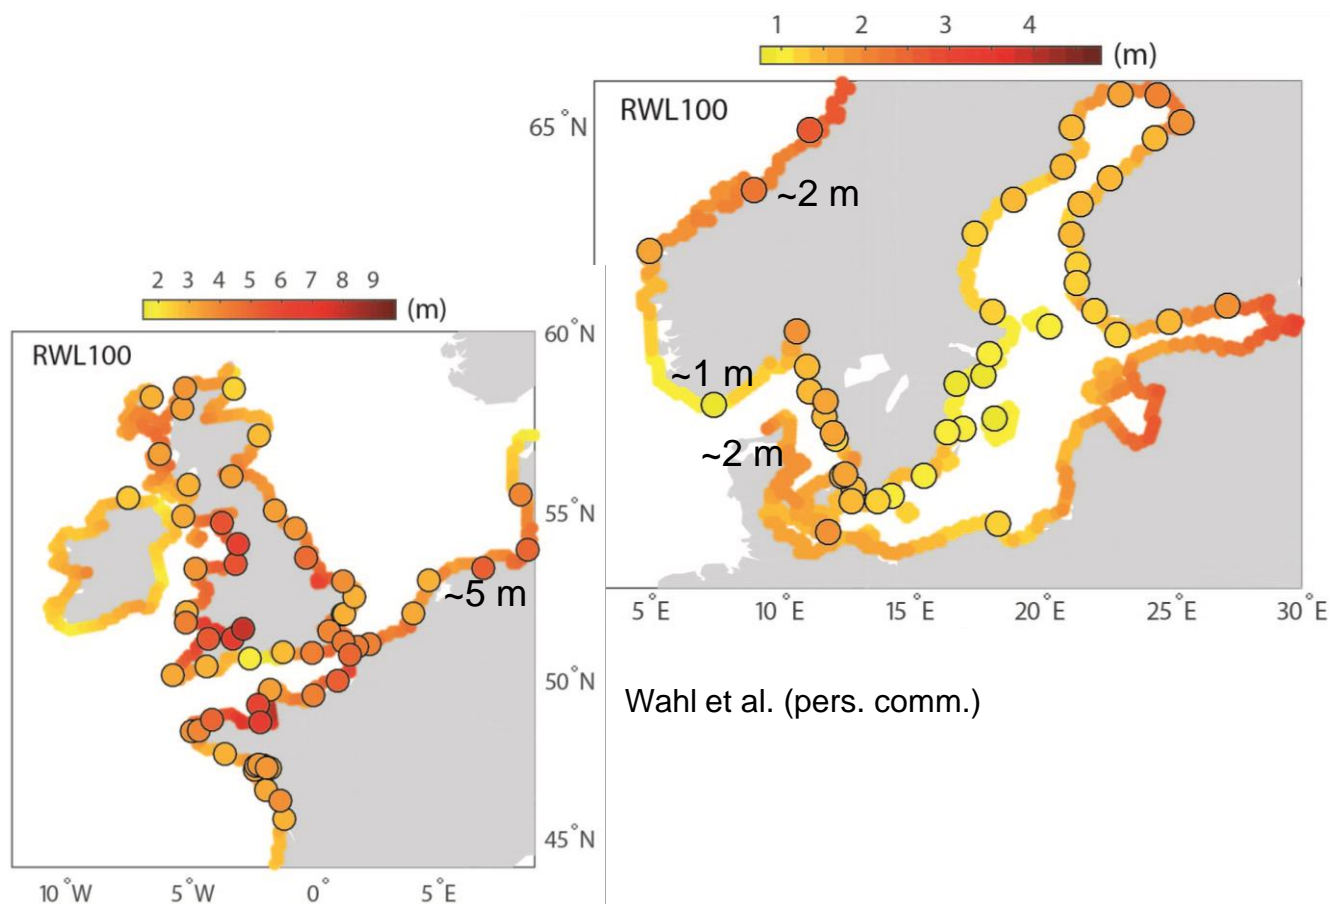 1 2 3 4
(m)
RWL100
65°N
~2 m
2 3 4 5 6 7 8 9
(m)
60°N
RWL100
~1 m
~2 m
55°N
~5 m
5°E 10°E 15°E 20°E 25°E 30°E
50°N
Wahl et al. (pers. comm.)
45°N
10°W 5°W 0° 5°E